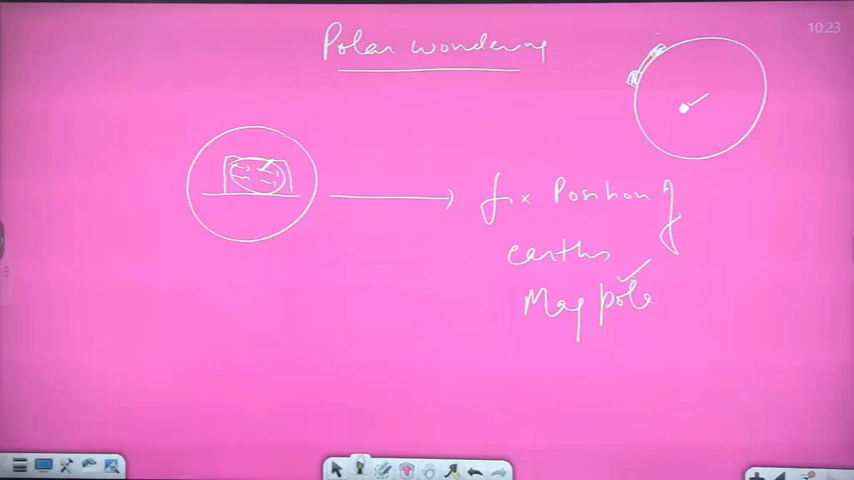 Polar wondering
10:23
fix Position of
earths
Mag pole